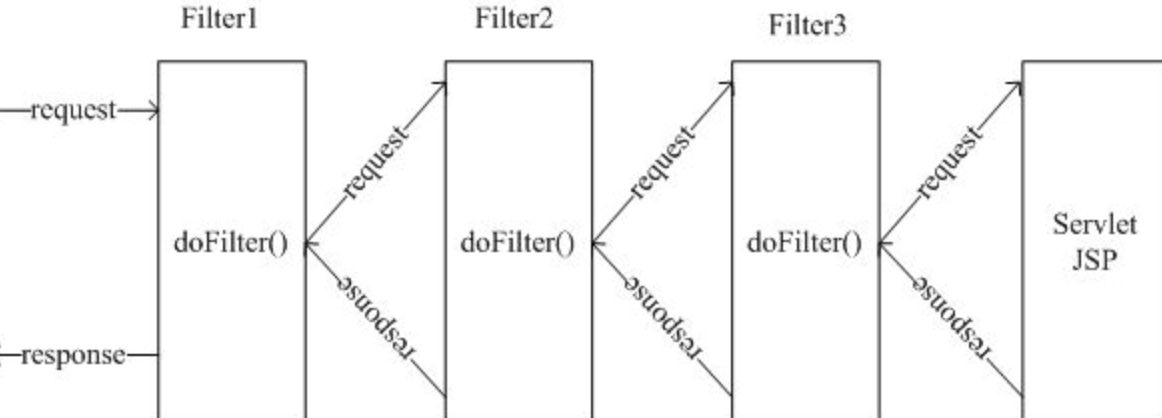 Filter1
Filter2
Filter3
request
request
request
request
doFilter()
doFilter()
doFilter()
Servlet
JSP
response
response
response
response